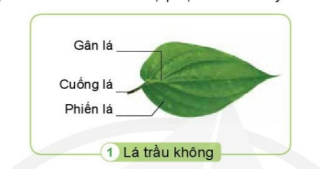 Gân lá
Cuống lá
Phiến lá
1 Lá trầu không